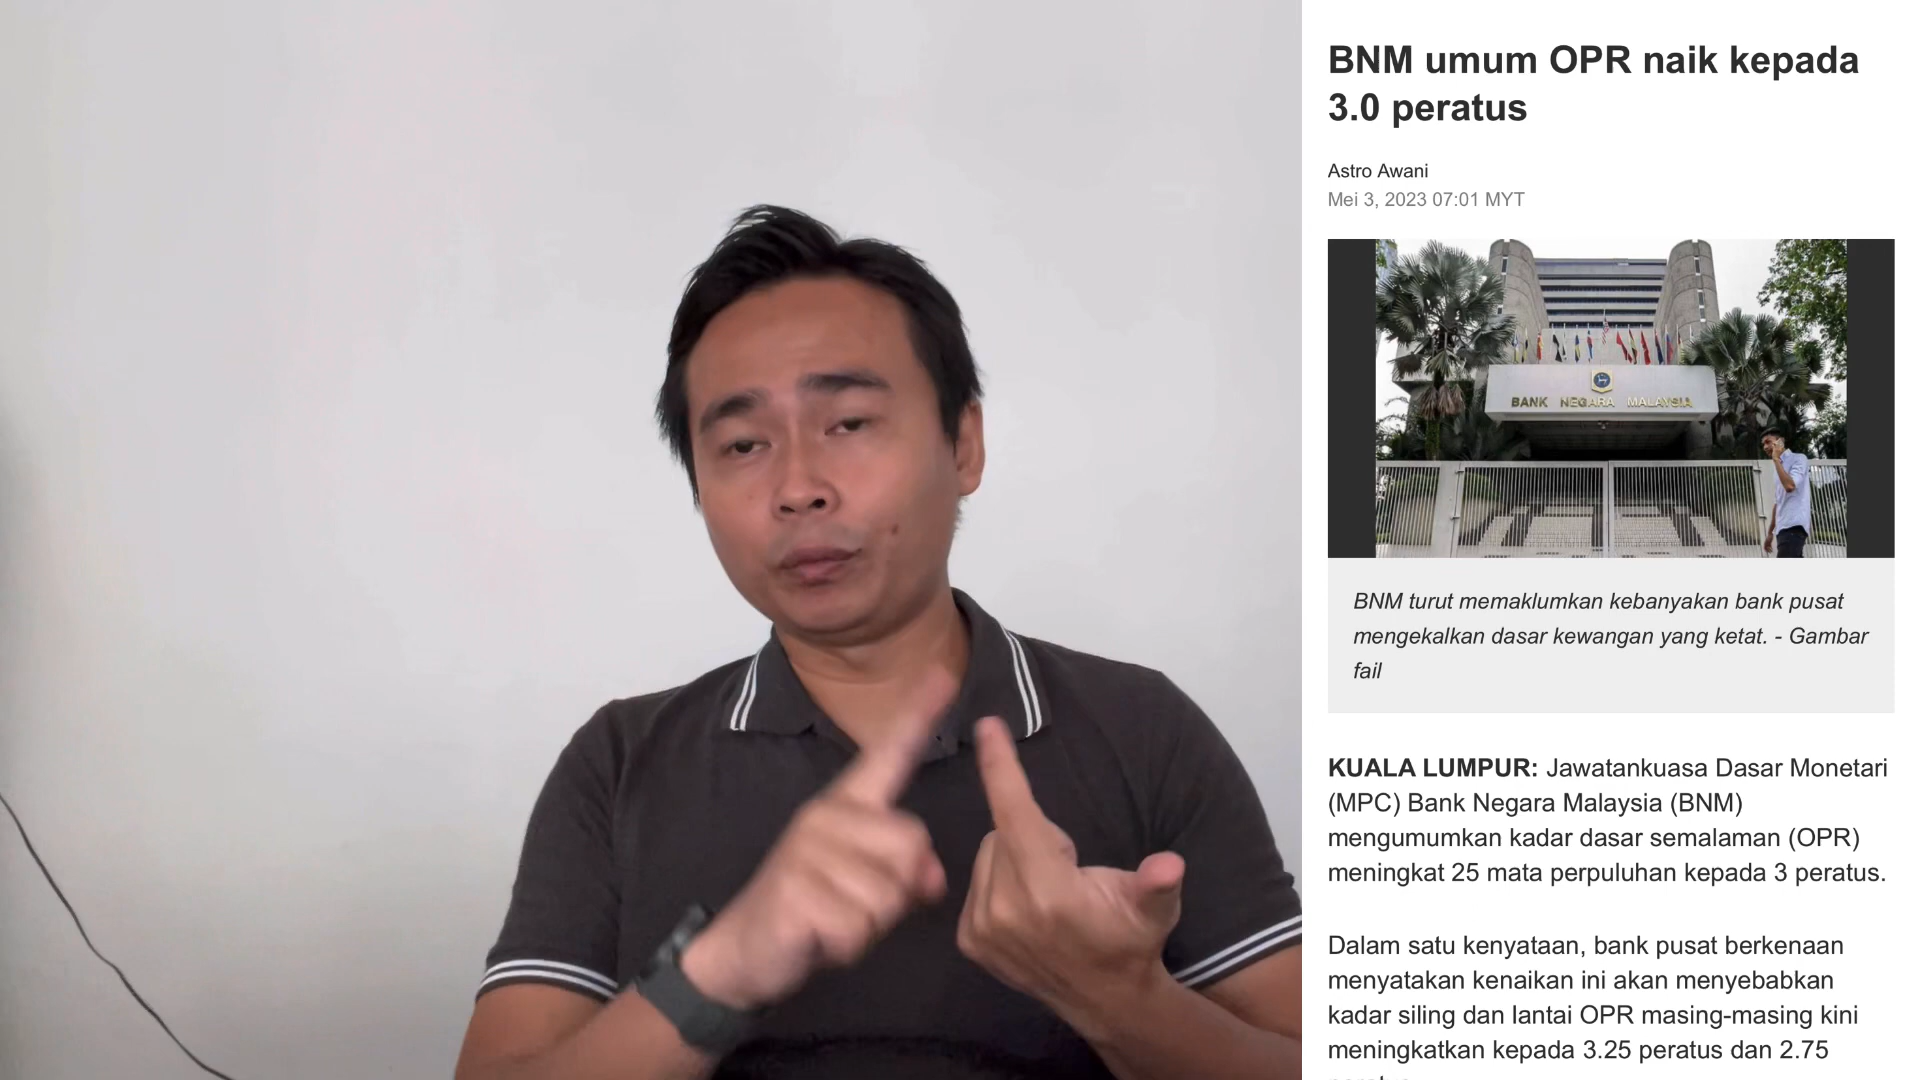 BNM umum OPR naik kepada
3.0 peratus
Astro Awani
Mei 3, 2023 07:01 MYT
BANK NEGARA MALAYSIA
BNM turut memaklumkan kebanyakan bank pusat
mengekalkan dasar kewangan yang ketat. - Gambar
fail
KUALA LUMPUR: Jawatankuasa Dasar Monetari
(MPC) Bank Negara Malaysia (BNM)
mengumumkan kadar dasar semalaman (OPR)
meningkat 25 mata perpuluhan kepada 3 peratus.
Dalam satu kenyataan, bank pusat berkenaan
menyatakan kenaikan ini akan menyebabkan
kadar siling dan lantai OPR masing-masing kini
meningkatkan kepada 3.25 peratus dan 2.75